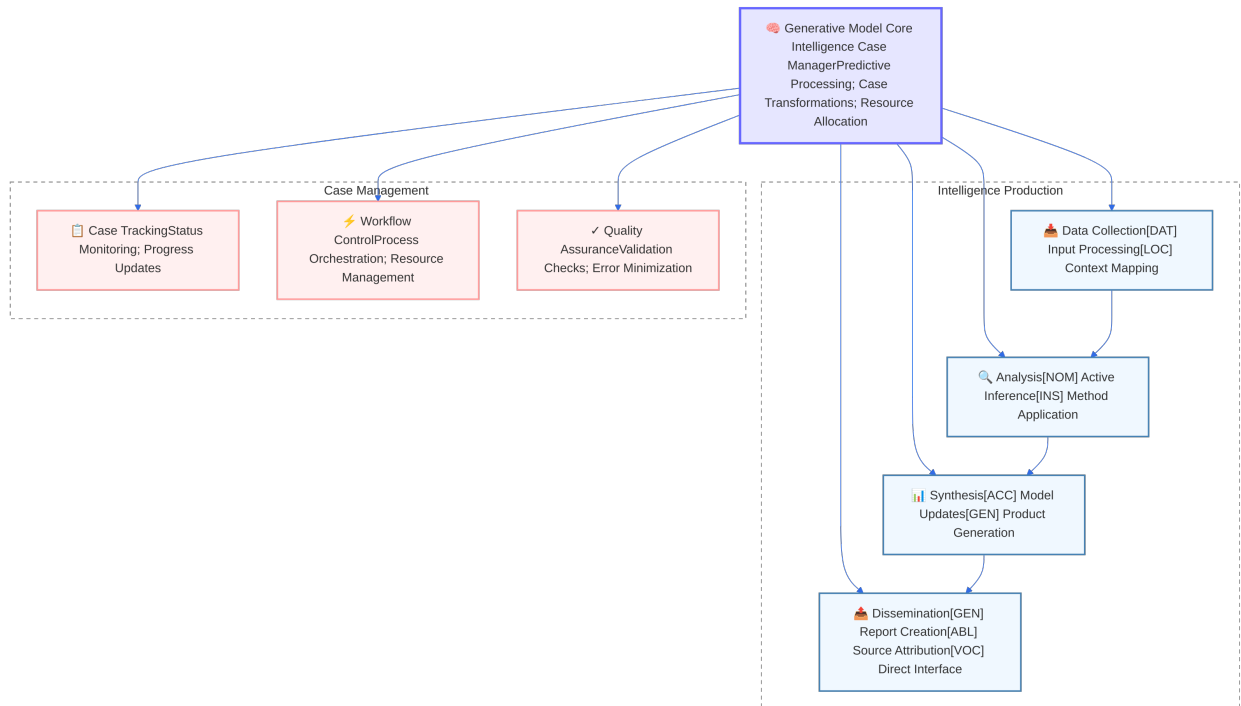 🧠 Generative Model Core
Intelligence Case
ManagerPredictive
Processing; Case
Transformations; Resource
Allocation
Case Management
📋 Case TrackingStatus
Monitoring; Progress
Updates
⚡ Workflow
ControlProcess
Orchestration; Resource
Management
✓ Quality
AssuranceValidation
Checks; Error Minimization
Intelligence Production
📥 Data Collection[DAT]
Input Processing[LOC]
Context Mapping
🔍 Analysis[NOM] Active
Inference[INS] Method
Application
📊 Synthesis[ACC] Model
Updates[GEN] Product
Generation
📤 Dissemination[GEN]
Report Creation[ABL]
Source Attribution[VOC]
Direct Interface